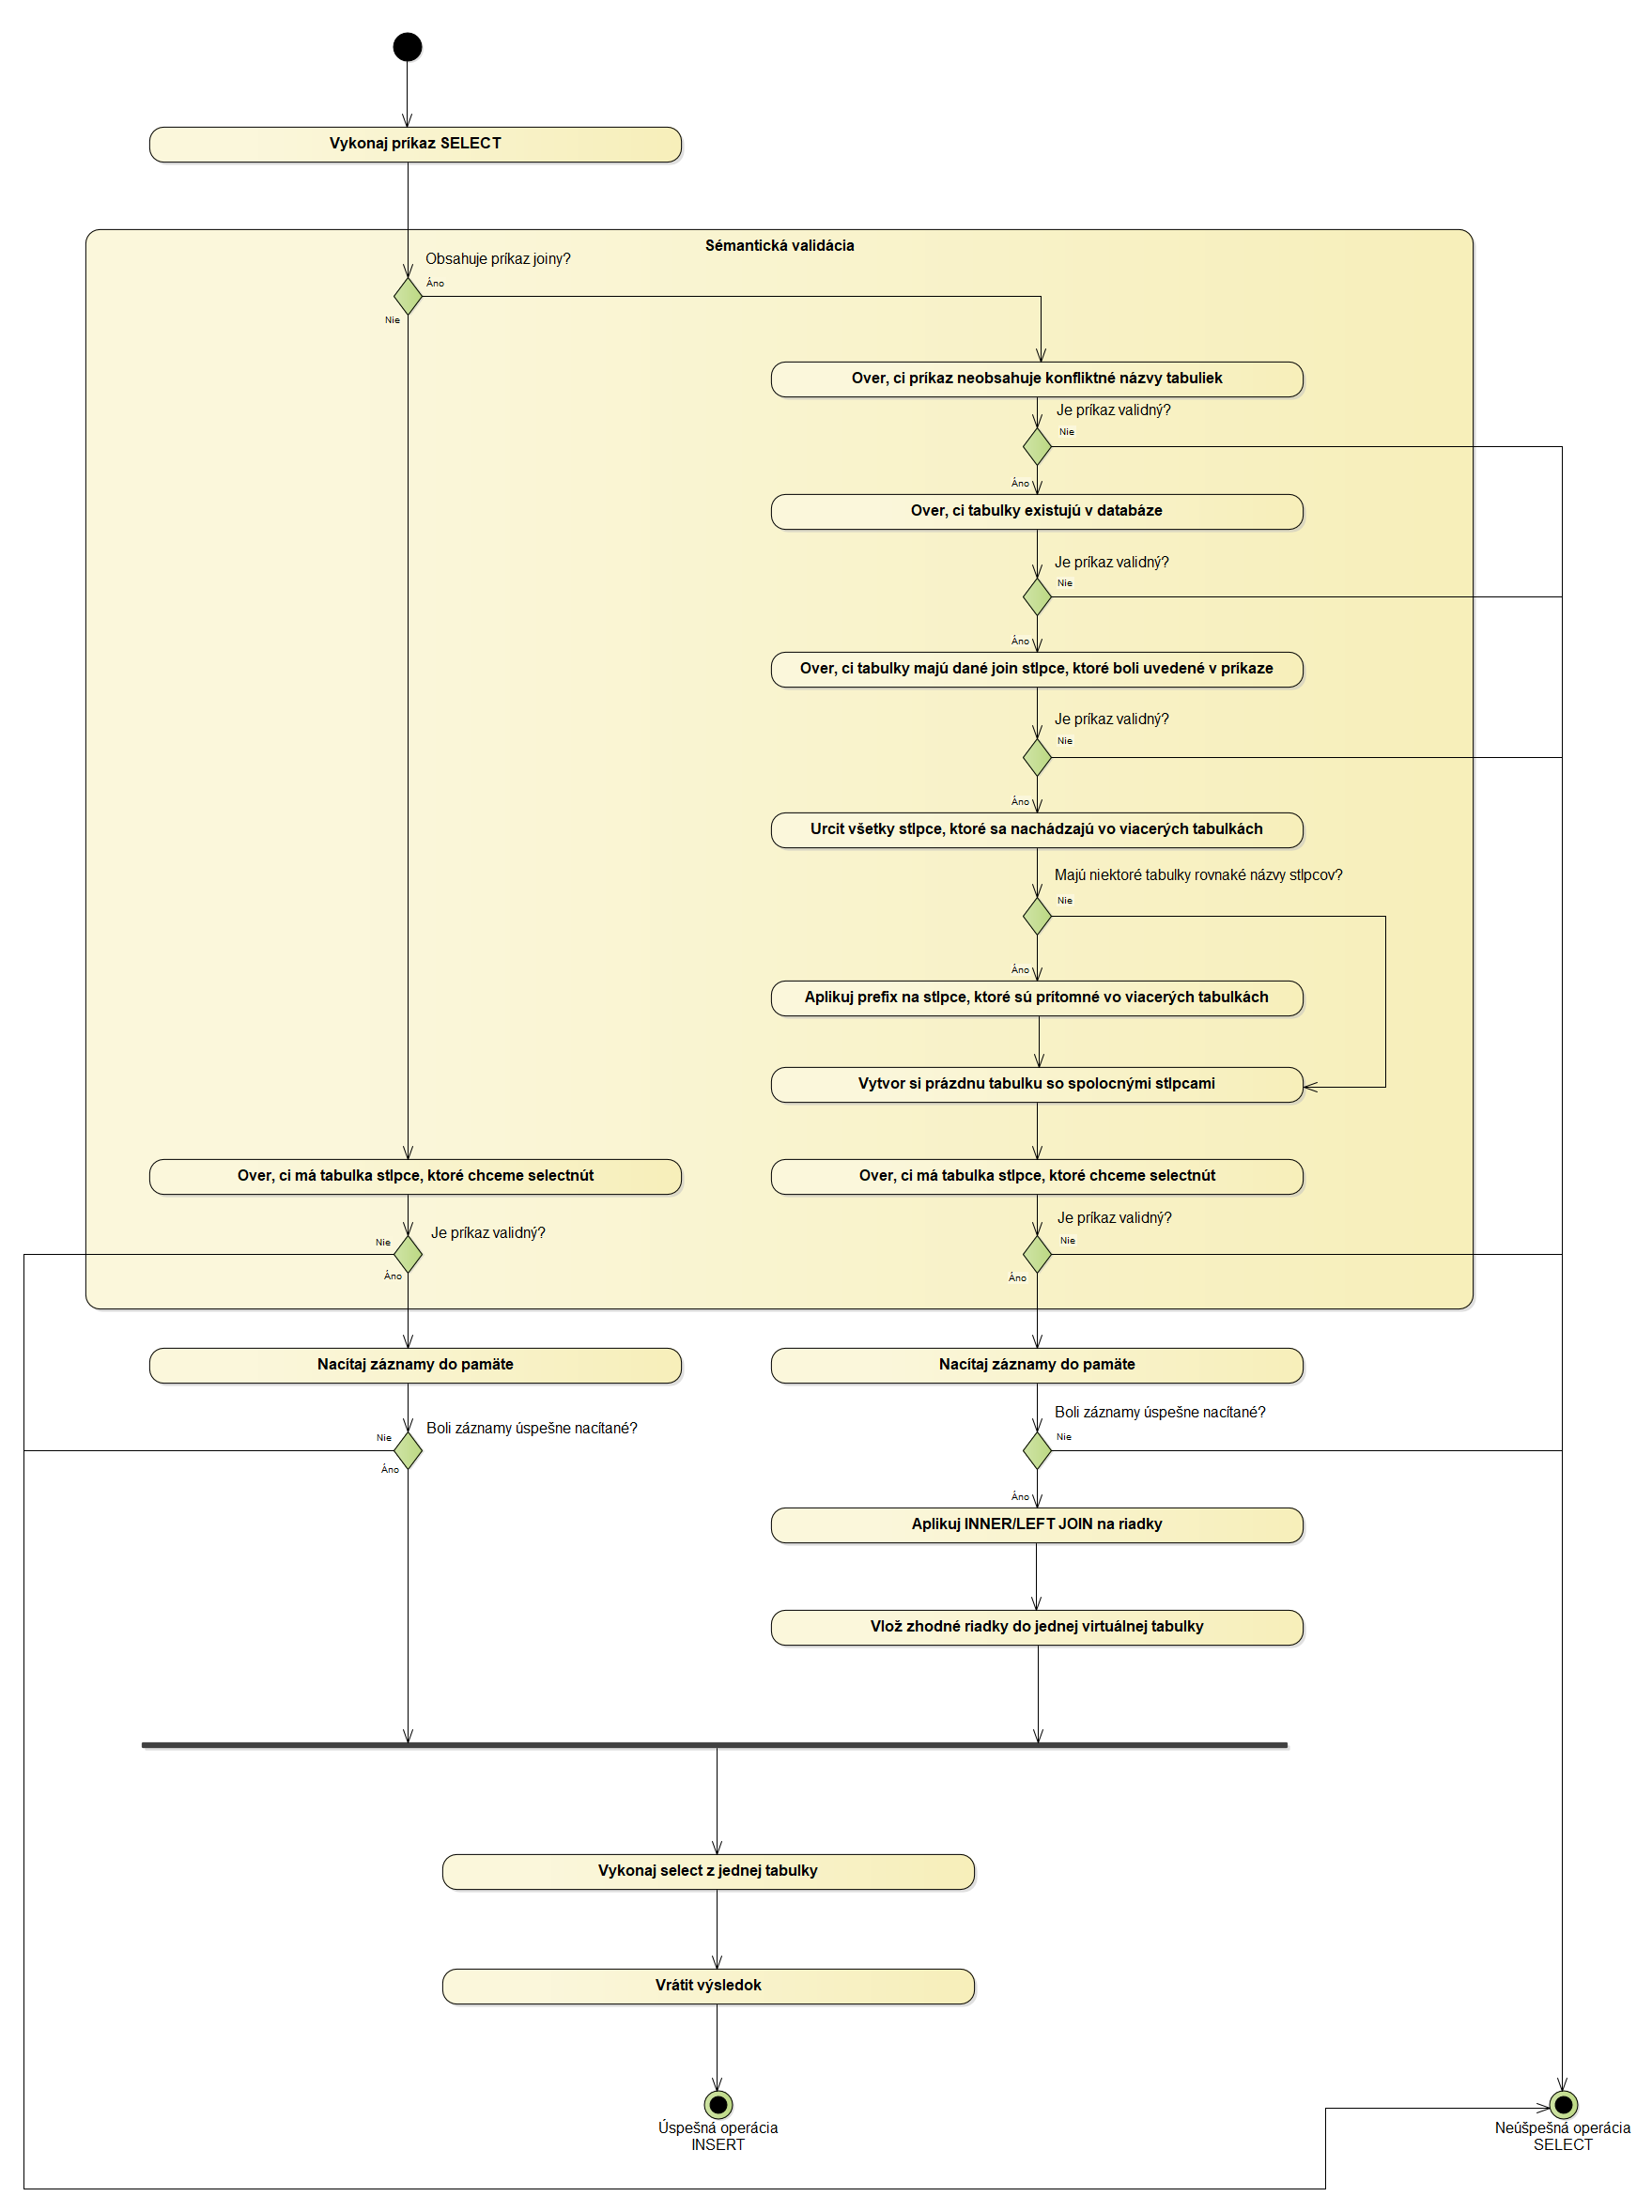 Vykonaj príkaz SELECT
Sémantická validácia
Obsahuje príkaz joiny?
Áno
Nie
Over, ci príkaz neobsahuje konfliktné názvy tabuliek
Je príkaz validný?
Nie
Áno
Over, ci tabulky existujú v databáze
Je príkaz validný?
Nie
Áno
Over, ci tabulky majú dané join stlpce, ktoré boli uvedené v príkaze
Je príkaz validný?
Nie
Áno
Urcit všetky stlpce, ktoré sa nachádzajú vo viacerých tabulkách
Majú niektoré tabulky rovnaké názvy stlpcov?
Nie
Áno
Aplikuj prefix na stlpce, ktoré sú prítomné vo viacerých tabulkách
Vytvor si prázdnu tabulku so spolocnými stlpcami
Over, ci má tabulka stlpce, ktoré chceme selectnút
Over, ci má tabulka stlpce, ktoré chceme selectnút
Je príkaz validný?
Nie
Áno
Je príkaz validný?
Nie
Áno
Nacítaj záznamy do pamäte
Nacítaj záznamy do pamäte
Boli záznamy úspešne nacítané?
Nie
Áno
Boli záznamy úspešne nacítané?
Nie
Áno
Aplikuj INNER/LEFT JOIN na riadky
Vlož zhodné riadky do jednej virtuálnej tabulky
Vykonaj select z jednej tabulky
Vrátit výsledok
Úspešná operácia
INSERT
Neúšpešná operácia
SELECT